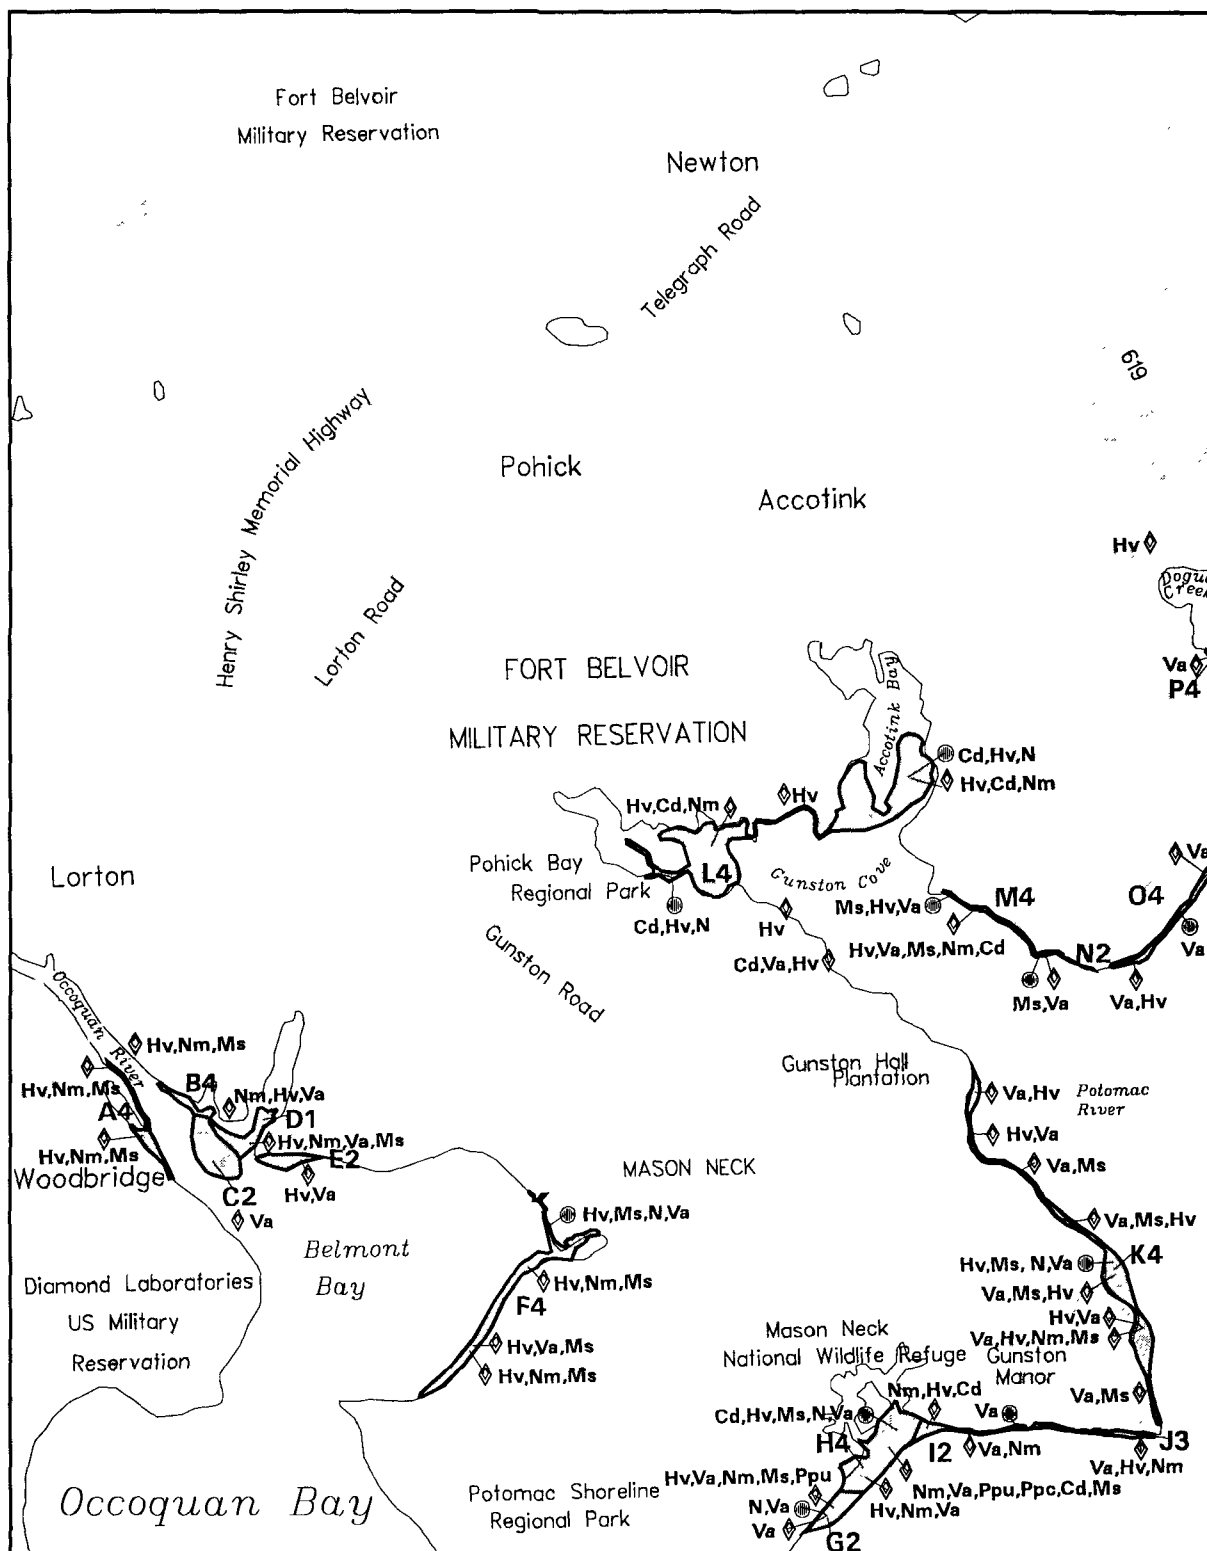 Fort Belvoir
Military Reservation
Newton
Telegraph Road
619
Henry Shirley Memorial Highway
Pohick
Accotink
Hv
Creek
Lorton Road
FORT BELVOIR
MILITARY RESERVATION
Accotink Bay
Va
P4
Cd,Hv,N
Hv,Cd,Nm
Hv
Hv,Cd,Nm
Pohick Bay
Regional Park
L4
Gunston Cove
Cd,Hv,N
Hv
Cd,Va,Hv
Ms,Hv,Va
M4
Hv,Va,Ms,Nm,Cd
Ms,Va
N2
O4
Va
Va
Va,Hv
Lorton
Gunston Road
Occoquan River
Hv,Nm,Ms
Hv,Nm,Ms
A4
Hv,Nm,Ms
Woodbridge
B4
Nm,Hv,Va
D1
Hv,Nm,Va,Ms
E2
Hv,Va
C2
Va
Gunston Hall
Plantation
Va,Hv
Potomac
River
Hv,Va
Va,Ms
MASON NECK
Hv,Ms,N,Va
Belmont
Bay
Hv,Nm,Ms
F4
Hv,Va,Ms
Hv,Nm,Ms
Diamond Laboratories
US Military
Reservation
Va,Ms,Hv
K4
Hv,Ms, N,Va
Va,Ms,Hv
Hv,Va
Va,Hv,Nm,Ms
Mason Neck
National Wildlife Refuge
Gunston
Manor
Nm,Hv,Cd
Va
Va,Ms
Cd,Hv,Ms,N,Va
H4
I2
Va,Nm
J3
Va,Hv,Nm
Hv,Va,Nm,Ms,Ppu
Nm,Va,Ppu,Ppc,Cd,Ms
Hv,Nm,Va
N,Va
Va
G2
Occoquan Bay
Potomac Shoreline
Regional Park